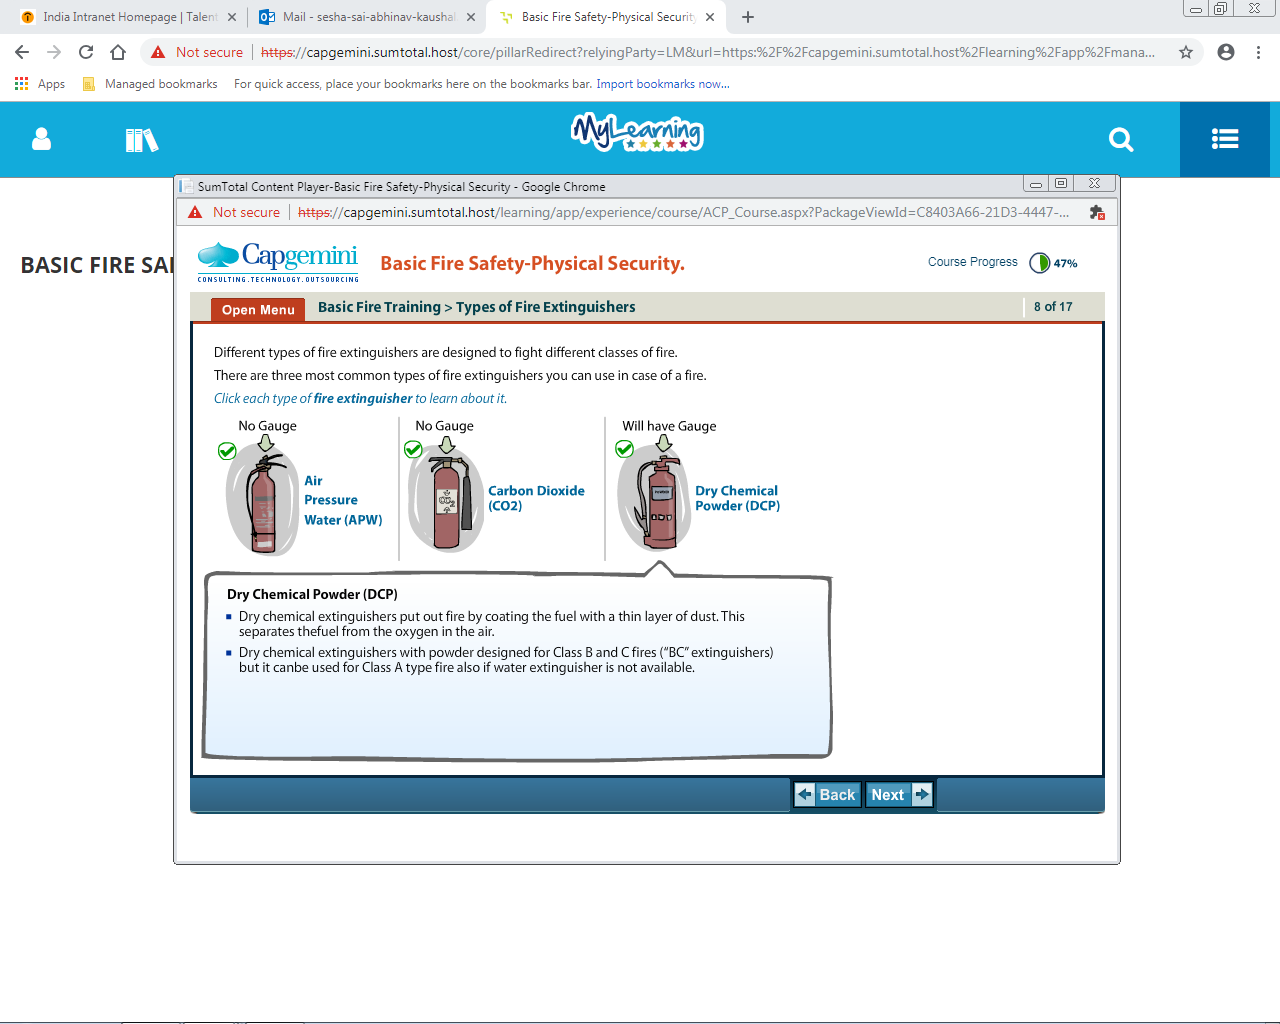 India Intranet Homepage | Talent
Mail - sesha-sai-abhinav-kaushal
Basic Fire Safety-Physical Security
Not secure | https://capgemini.sumtotal.host/core/pillarRedirect?relyingParty=LM&url=https:%2F%2Fcapgemini.sumtotal.host%2Flearning%2Fapp%2Fmana...
Apps Managed bookmarks For quick access, place your bookmarks here on the bookmarks bar. Import bookmarks now...
MyLearning
SumTotal Content Player-Basic Fire Safety-Physical Security - Google Chrome
Not secure | https://capgemini.sumtotal.host/learning/app/experience/course/ACP_Course.aspx?PackageViewId=C8403A66-21D3-4447-...
BASIC FIRE SA
Capgemini
CONSULTING.TECHNOLOGY.OUTSOURCING
Basic Fire Safety-Physical Security.
Course Progress 47%
Open Menu
Basic Fire Training > Types of Fire Extinguishers
8 of 17
Different types of fire extinguishers are designed to fight different classes of fire.
There are three most common types of fire extinguishers you can use in case of a fire.
Click each type of fire extinguisher to learn about it.
No Gauge
Air
Pressure
Water (APW)
No Gauge
CO2
Carbon Dioxide
(CO2)
Will have Gauge
Dry Chemical
Powder (DCP)
Dry Chemical Powder (DCP)
Dry chemical extinguishers put out fire by coating the fuel with a thin layer of dust. This
separates thefuel from the oxygen in the air.
Dry chemical extinguishers with powder designed for Class B and C fires (“BC” extinguishers)
but it canbe used for Class A type fire also if water extinguisher is not available.
Back Next